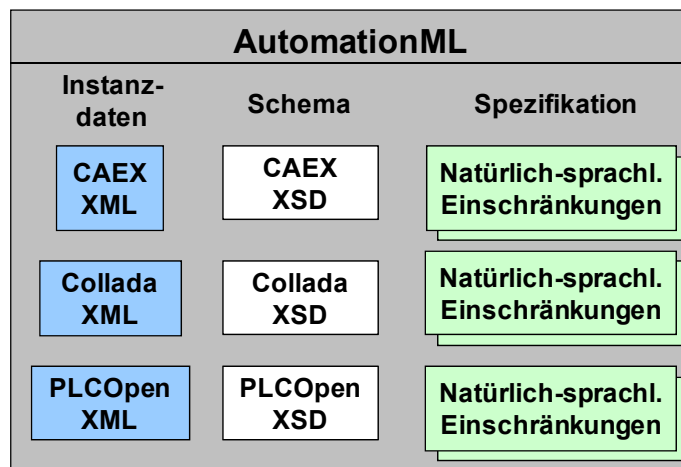 AutomationML
Instanz-
daten
Schema
Spezifikation
CAEX
XML
CAEX
XSD
Natürlich-sprachl.
Einschränkungen
Collada
XML
Collada
XSD
Natürlich-sprachl.
Einschränkungen
PLCOpen
XML
PLCOpen
XSD
Natürlich-sprachl.
Einschränkungen